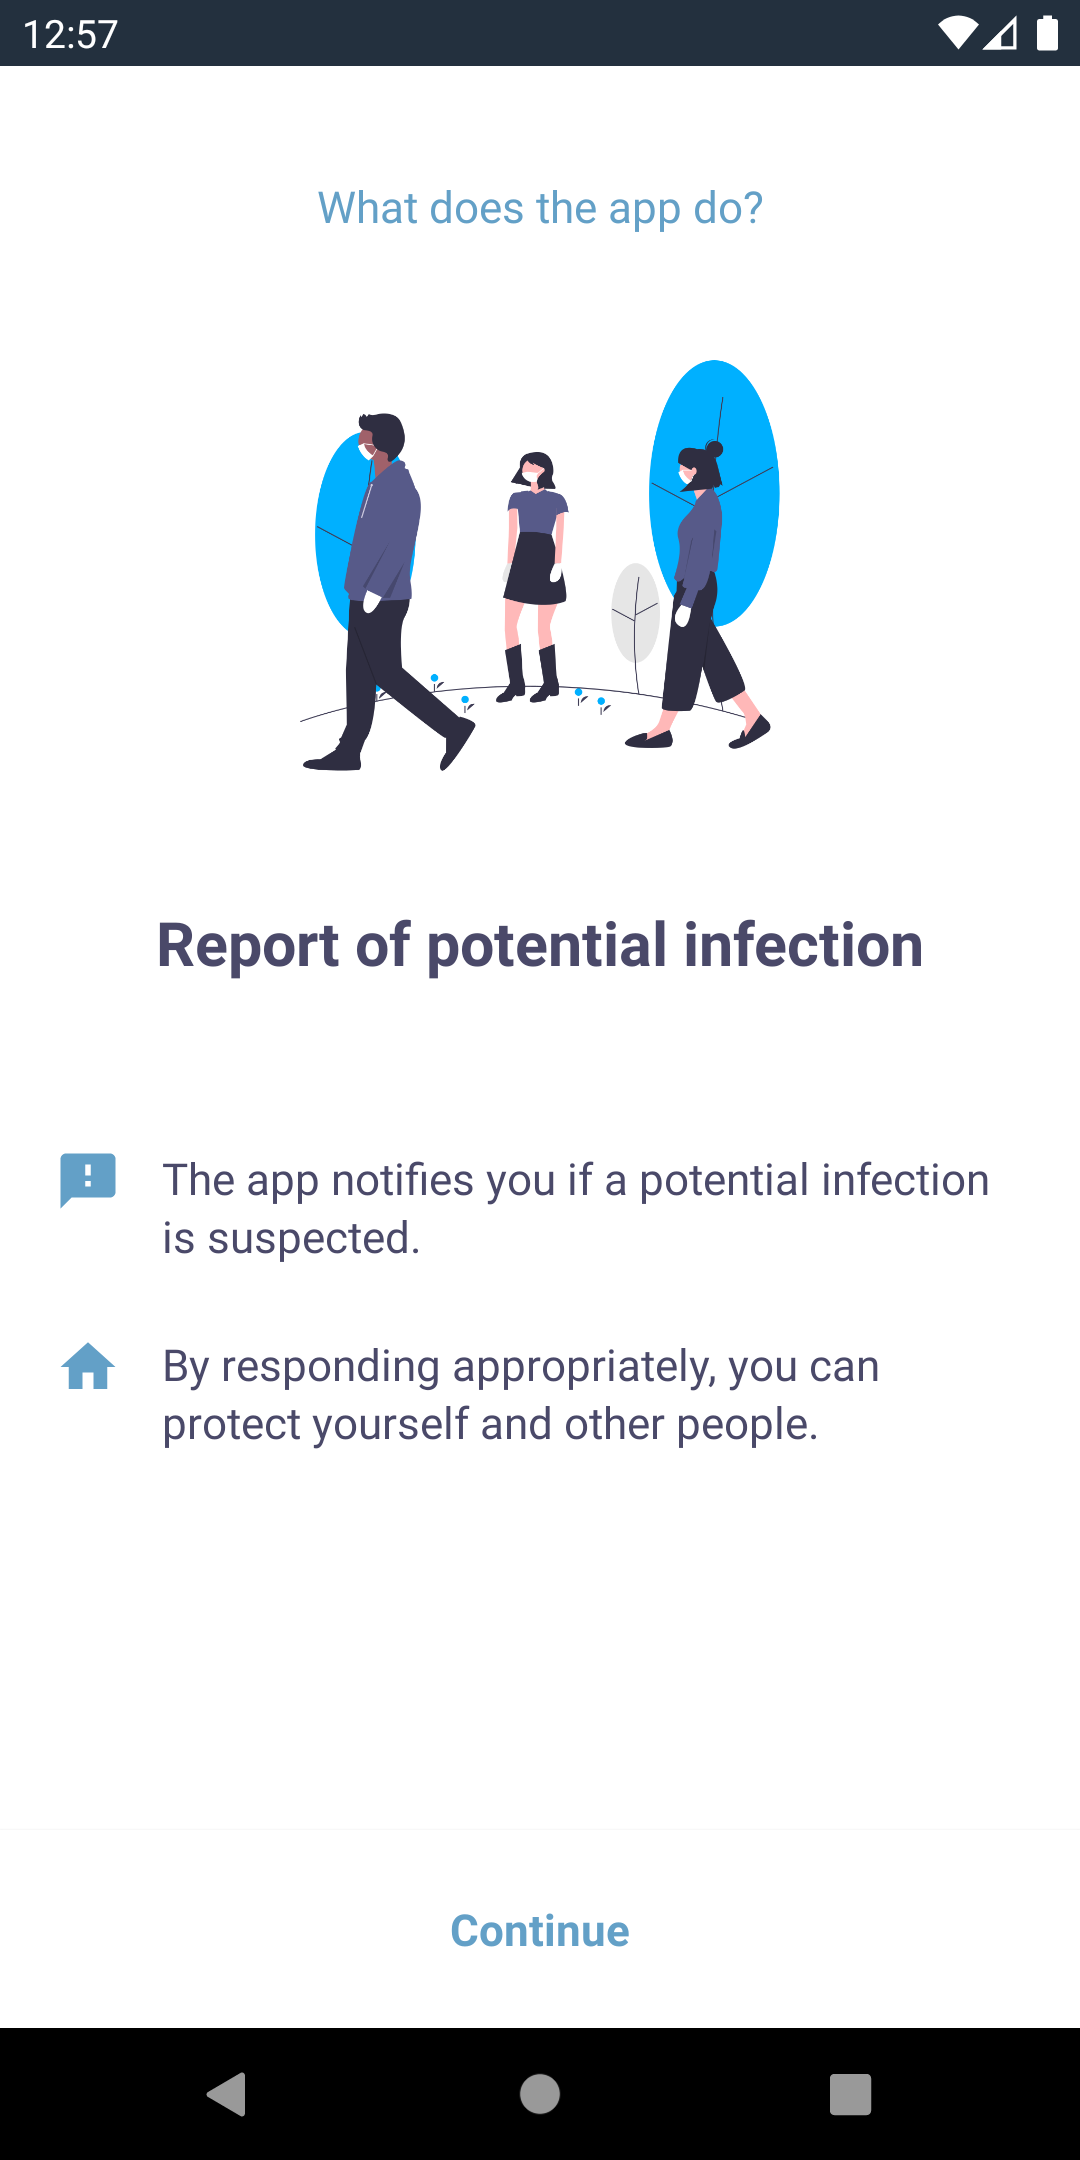 12:57
What does the app do?
Report of potential infection
The app notifies you if a potential infection
is suspected.
By responding appropriately, you can
protect yourself and other people.
Continue